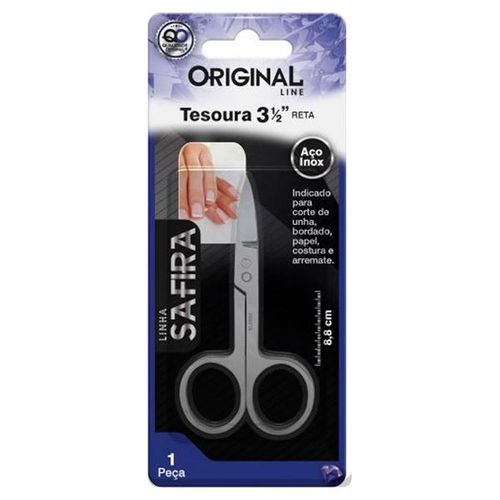 ORIGINAL
LINE
Tesoura 3½" RETA
Aço
Inox
Indicado
para
corte de
unha,
bordado,
papel,
costura e
arremate.
LINHA
SAFIRA
8,8 cm
1
Peça